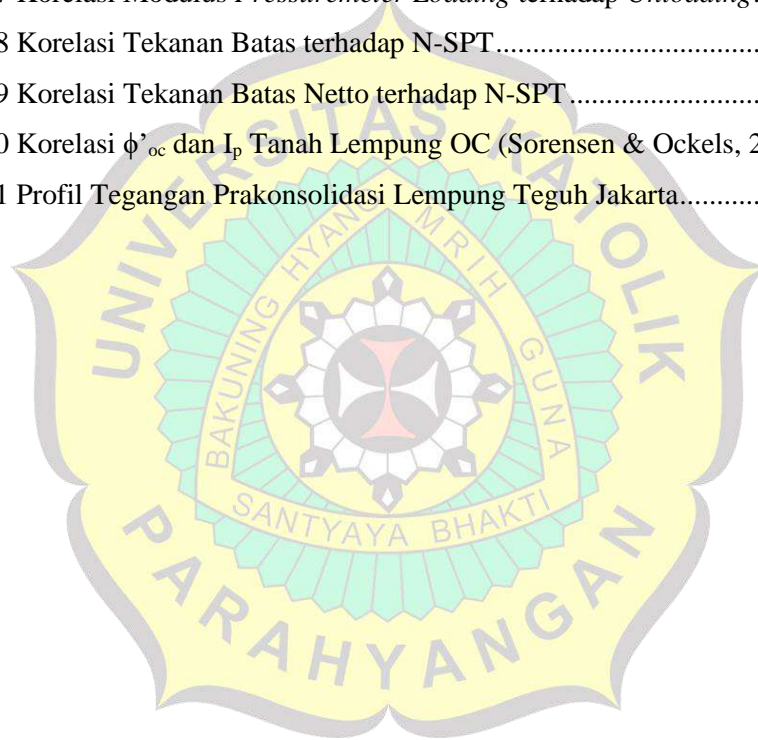 Korelasi Modulus Pressuremeter Loading terhadap Unloading.
8 Korelasi Tekanan Batas terhadap N-SPT..................................
9 Korelasi Tekanan Batas Netto terhadap N-SPT.........................
0 Korelasi ϕ'oc dan Ip Tanah Lempung OC (Sorensen & Ockels, 2
1 Profil Tegangan Prakonsolidasi Lempung Teguh Jakarta...........
UNIVERSITAS KATOLIK
BAKUNING HYANG MRIH GUNA
SANTYAYA BHAKTI
PARAHYANGAN